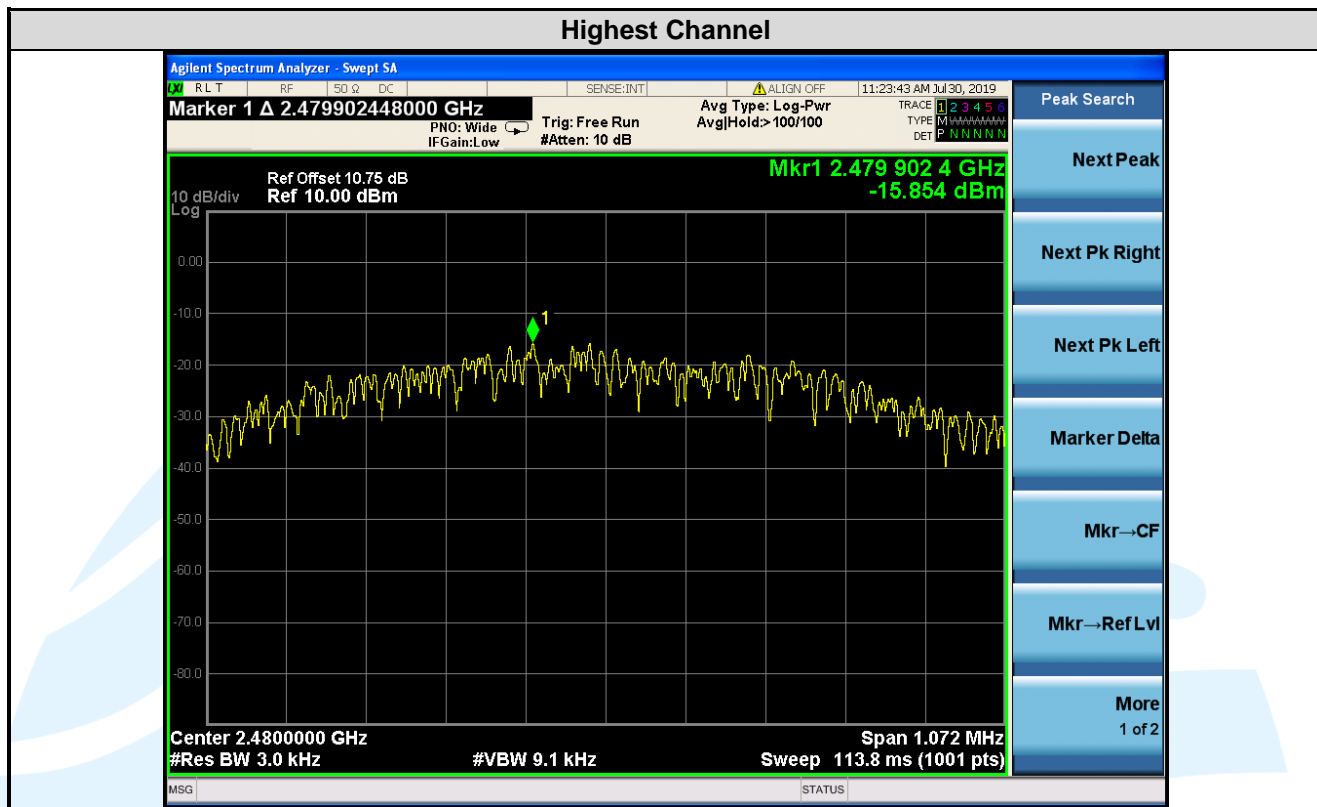 Highest Channel
Agilent Spectrum Analyzer - Swept SA
LXI RLT RF 50 Ω DC SENSE:INT ALIGN OFF 11:23:43 AM Jul 30, 2019
Marker 1 Δ 2.479902448000 GHz
PNO: Wide
IFGain:Low
Trig: Free Run
#Atten: 10 dB
Avg Type: Log-Pwr
Avg|Hold:> 100/100
TRACE 1 2 3 4 5 6
TYPE M
DET P N N N N N
Ref Offset 10.75 dB
10 dB/div Ref 10.00 dBm
Log
Mkr1 2.479 902 4 GHz
-15.854 dBm
0.00
-10.0
-20.0
-30.0
-40.0
-50.0
-60.0
-70.0
-80.0
1
Center 2.4800000 GHz Span 1.072 MHz
#Res BW 3.0 kHz #VBW 9.1 kHz Sweep 113.8 ms (1001 pts)
MSG STATUS
Peak Search
Next Peak
Next Pk Right
Next Pk Left
Marker Delta
Mkr→CF
Mkr→Ref Lvl
More
1 of 2